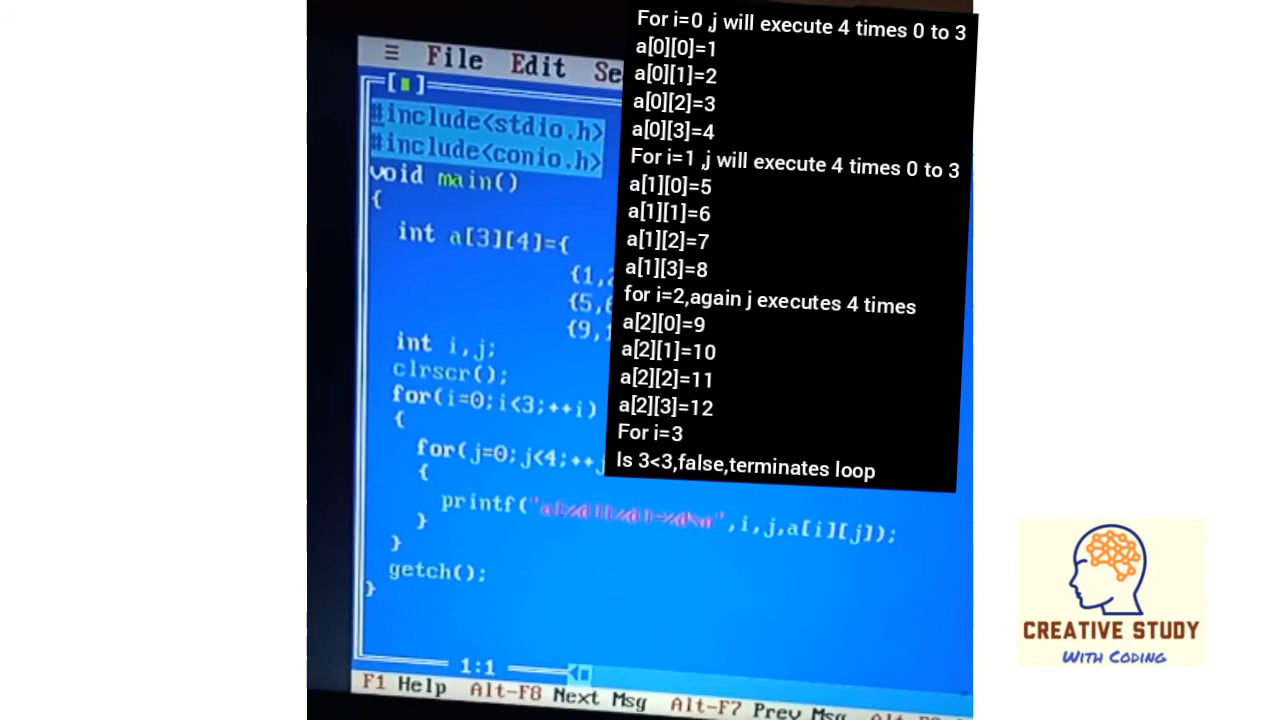 For i=0 ,j will execute 4 times 0 to 3
a[0][0]=1
a[0][1]=2
a[0][2]=3
a[0][3]=4
For i=1 ,j will execute 4 times 0 to 3
a[1][0]=5
a[1][1]=6
a[1][2]=7
a[1][3]=8
for i=2,again j executes 4 times
a[2][0]=9
a[2][1]=10
a[2][2]=11
a[2][3]=12
For i=3
Is 3<3,false,terminates loop
≡ File Edit Se
[ ]
#include<stdio.h>
#include<conio.h>
void main()
{
int a[3][4]={
{1,2
{5,6
{9,1
int i,j;
clrscr();
for(i=0;i<3;++i)
{
for(j=0;j<4;++j
{
printf("a[%d][%d]=%d\n",i,j,a[i][j]);
}
}
getch();
}
1:1
F1 Help Alt-F8 Next Msg Alt-F7 Prev Msg
CREATIVE STUDY
WITH CODING